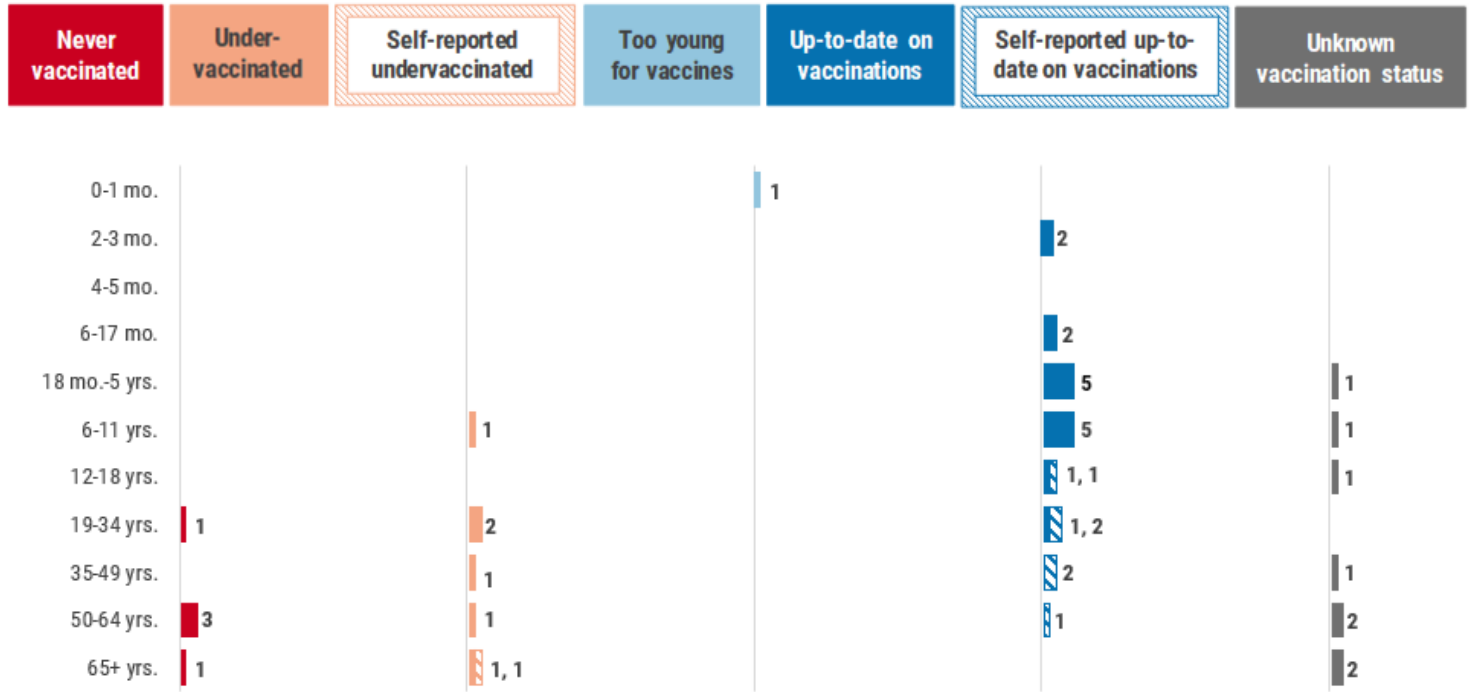 Never
vaccinated
Under-
vaccinated
Self-reported
undervaccinated
Too young
for vaccines
Up-to-date on
vaccinations
Self-reported up-to-
date on vaccinations
Unknown
vaccination status
0-1 mo. 1
2-3 mo. 2
4-5 mo.
6-17 mo. 2
18 mo.-5 yrs. 5 1
6-11 yrs. 1 5 1
12-18 yrs. 1, 1 1
19-34 yrs. 1 2 1, 2
35-49 yrs. 1 2 1
50-64 yrs. 3 1 1 2
65+ yrs. 1 1, 1 2